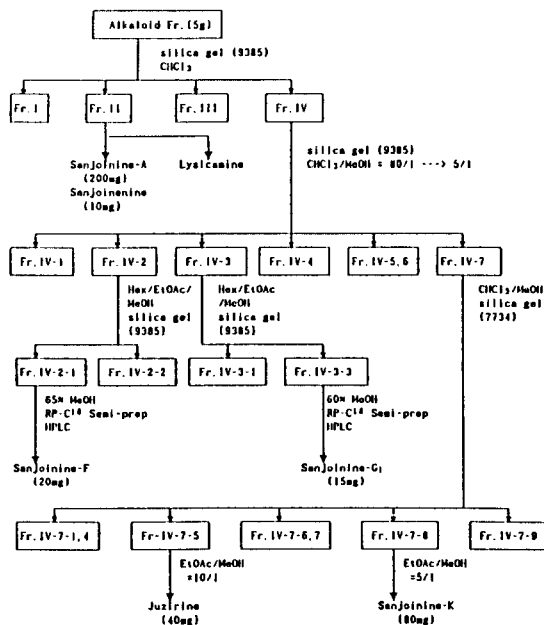 Alkaloid Fr. (5g)
silica gel (9385)
CHCl3
Fr. I
Fr. II
Fr. III
Fr. IV
Sanjoinine-A
(200mg)
Sanjoinenine
(10mg)
Lysicamine
silica gel (9385)
CHCl3/MeOH = 80/1 ---> 5/1
Fr. IV-1
Fr. IV-2
Fr. IV-3
Fr. IV-4
Fr. IV-5, 6
Fr. IV-7
Hex/EtOAc/
MeOH
silica gel
(9385)
Hex/EtOAc
/MeOH
silica gel
(9385)
CHCl3/MeOH
silica gel
(7734)
Fr. IV-2-1
Fr. IV-2-2
Fr. IV-3-1
Fr. IV-3-3
65% MeOH
RP-C18 Semi-prep
HPLC
60% MeOH
RP-C18 Semi-prep
HPLC
Sanjoinine-F
(20mg)
Sanjoinine-G1
(15mg)
Fr. IV-7-1, 4
Fr-IV-7-5
Fr. IV-7-6, 7
Fr. IV-7-8
Fr. IV-7-9
EtOAc/MeOH
=10/1
EtOAc/MeOH
=5/1
Juzirine
(40mg)
Sanjoinine-K
(80mg)